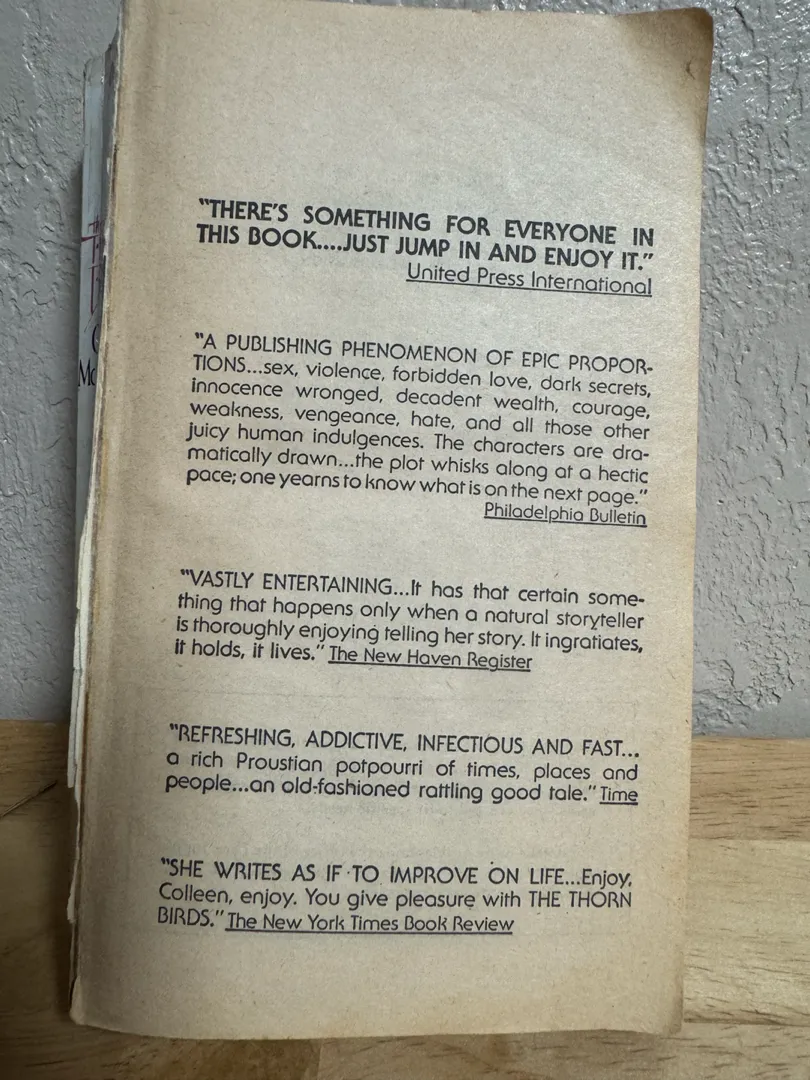 "THERE'S SOMETHING FOR EVERYONE IN
THIS BOOK....JUST JUMP IN AND ENJOY IT."
United Press International
"A PUBLISHING PHENOMENON OF EPIC PROPOR-
TIONS...sex, violence, forbidden love, dark secrets,
innocence wronged, decadent wealth, courage,
weakness, vengeance, hate, and all those other
juicy human indulgences. The characters are dra-
matically drawn...the plot whisks along at a hectic
pace; one yearns to know what is on the next page."
Philadelphia Bulletin
"VASTLY ENTERTAINING...It has that certain some-
thing that happens only when a natural storyteller
is thoroughly enjoying telling her story. It ingratiates,
it holds, it lives." The New Haven Register
"REFRESHING, ADDICTIVE, INFECTIOUS AND FAST...
a rich Proustian potpourri of times, places and
people...an old-fashioned rattling good tale." Time
"SHE WRITES AS IF TO IMPROVE ON LIFE...Enjoy,
Colleen, enjoy. You give pleasure with THE THORN
BIRDS." The New York Times Book Review